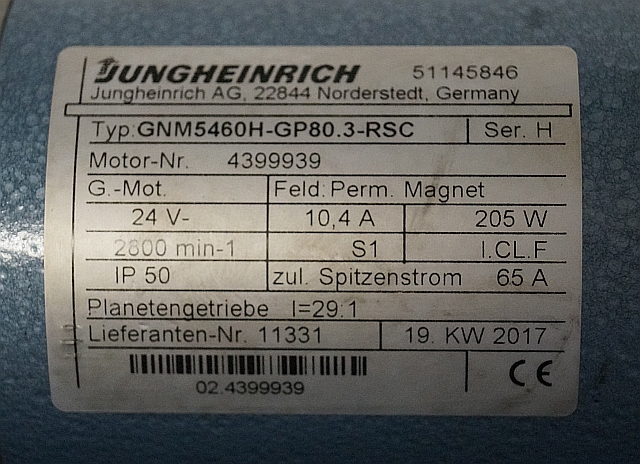 JUNGHEINRICH 51145846
Jungheinrich AG, 22844 Norderstedt, Germany
Typ:GNM5460H-GP80.3-RSC Ser. H
Motor-Nr. 4399939
G.-Mot. Feld: Perm. Magnet
24 V- 10,4 A 205 W
2800 min-1 S1 I.CL.F
IP 50 zul. Spitzenstrom 65 A
Planetengetriebe I=29:1
Lieferanten-Nr. 11331 19. KW 2017
02.4399939 CE